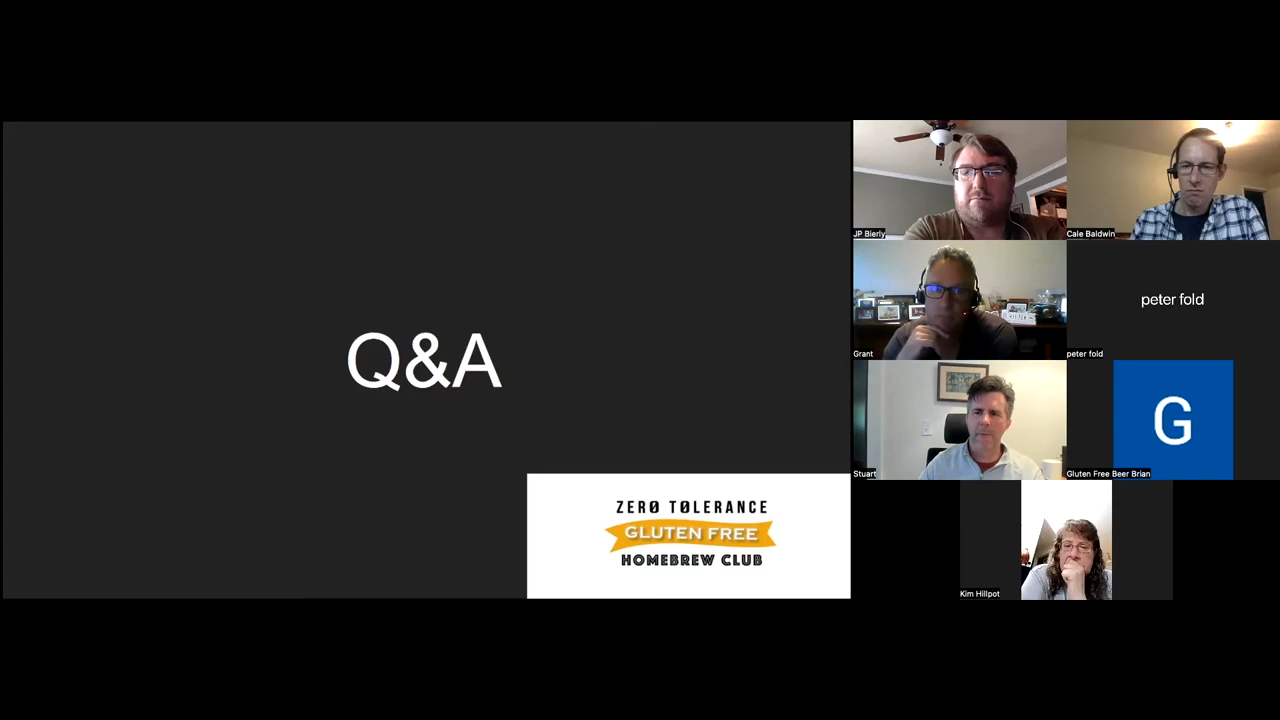 Q&A
ZERØ TØLERANCE
GLUTEN FREE
HOMEBREW CLUB
JP Bierly
Cale Baldwin
Grant
peter fold
peter fold
Stuart
G
Gluten Free Beer Brian
Kim Hillpot